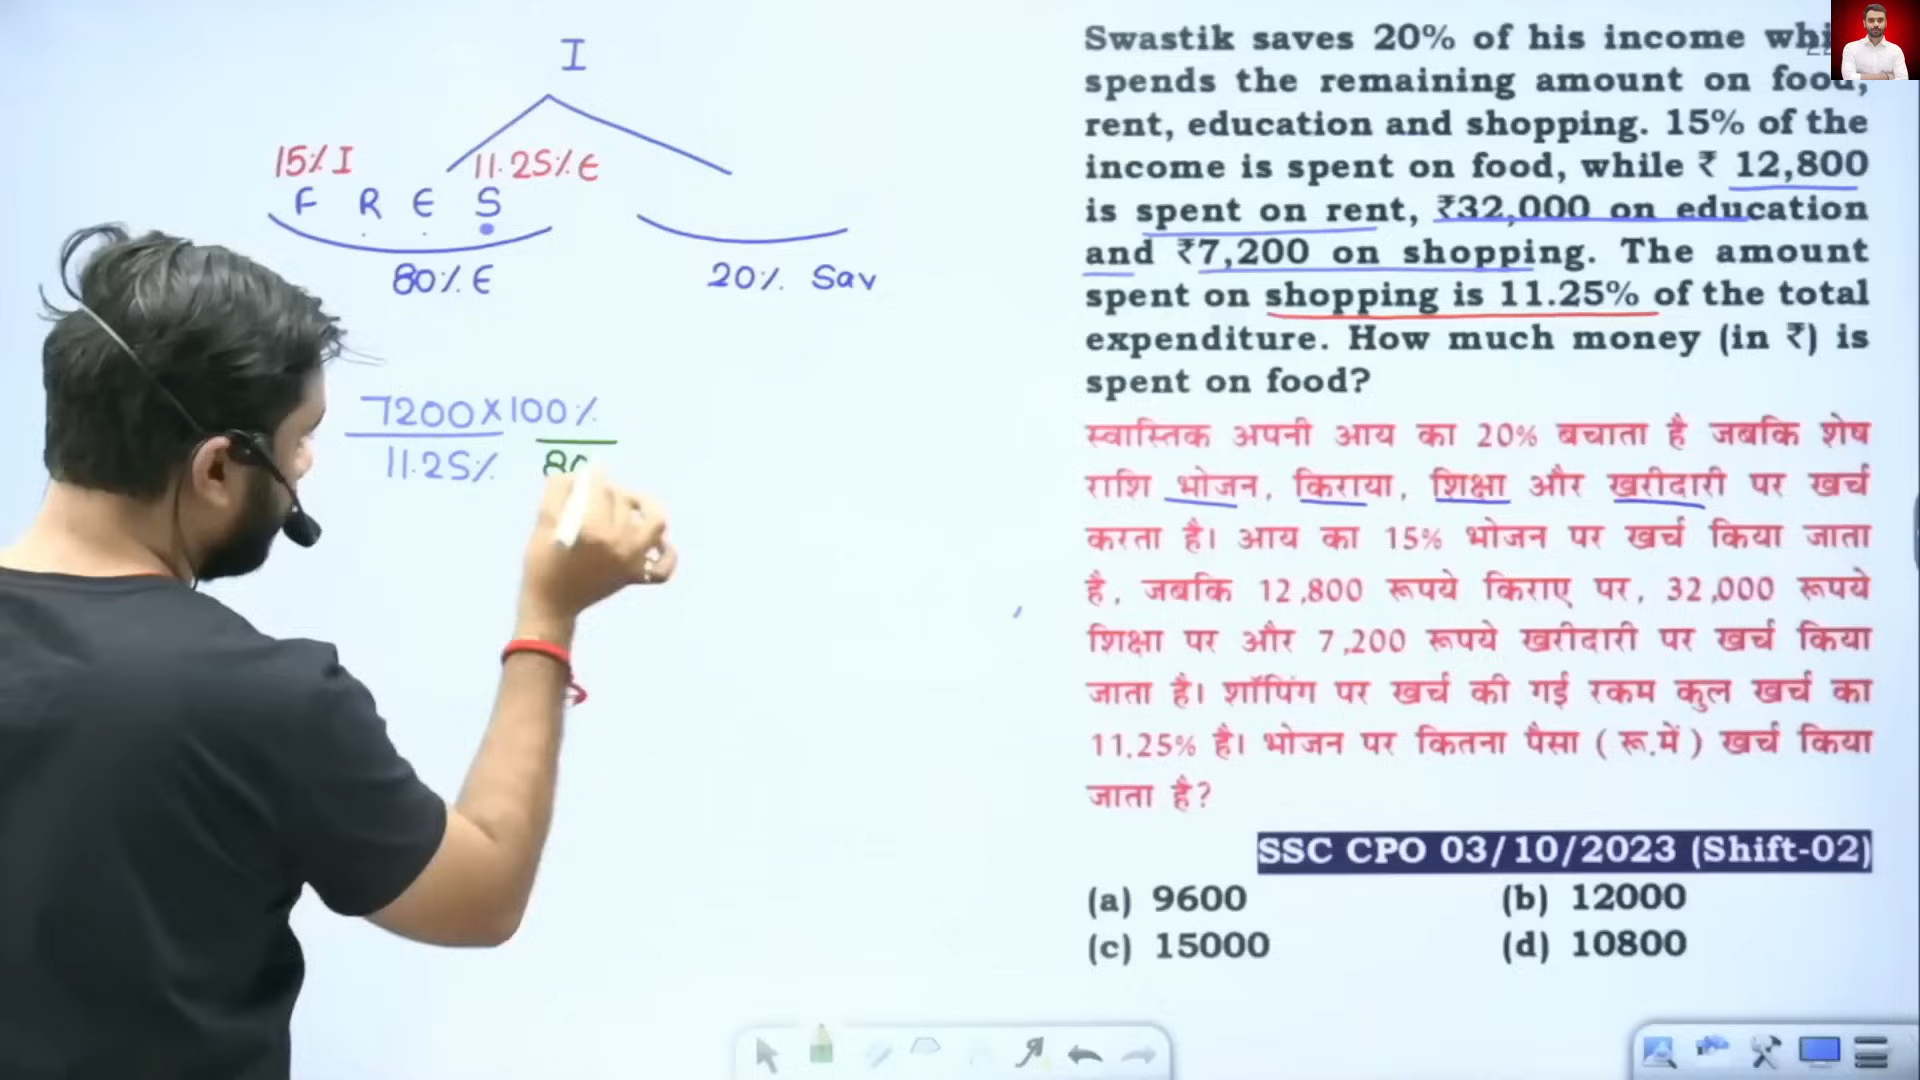 I
15% I
11.25% E
F R E S
80% E
20% Sav
7200 x 100%
11.25%
80
Swastik saves 20% of his income
spends the remaining amount on food,
rent, education and shopping. 15% of the
income is spent on food, while ₹ 12,800
is spent on rent, ₹32,000 on education
and ₹7,200 on shopping. The amount
spent on shopping is 11.25% of the total
expenditure. How much money (in ₹) is
spent on food?
स्वास्तिक अपनी आय का 20% बचाता है जबकि शेष
राशि भोजन, किराया, शिक्षा और खरीदारी पर खर्च
करता है। आय का 15% भोजन पर खर्च किया जाता
है, जबकि 12,800 रूपये किराए पर, 32,000 रूपये
शिक्षा पर और 7,200 रूपये खरीदारी पर खर्च किया
जाता है। शॉपिंग पर खर्च की गई रकम कुल खर्च का
11.25% है। भोजन पर कितना पैसा (रू.में) खर्च किया
जाता है?
SSC CPO 03/10/2023 (Shift-02)
(a) 9600 (b) 12000
(c) 15000 (d) 10800